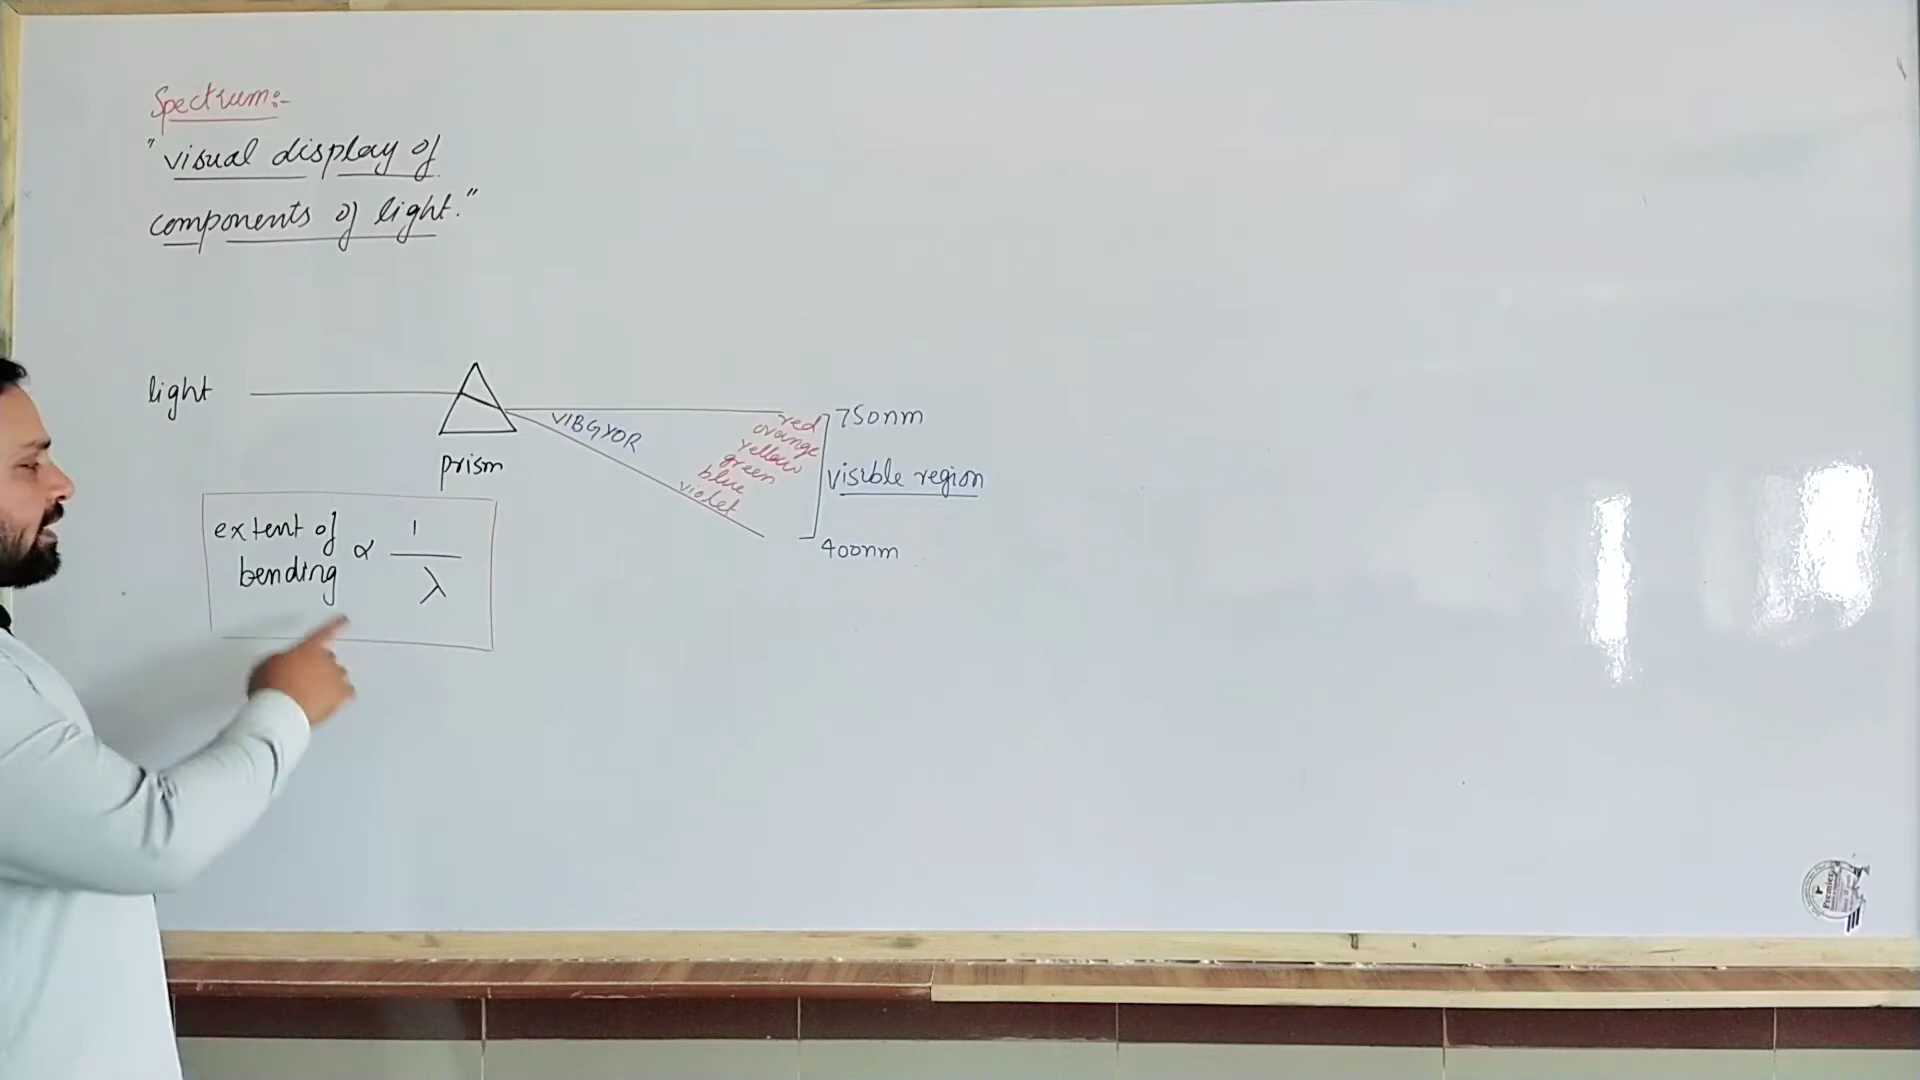 Spectrum:-
"visual display of
components of light."
light
prism
VIBGYOR
red
orange
yellow
green
blue
violet
750nm
visible region
400nm
extent of
bending ∝ 1/λ
Premier